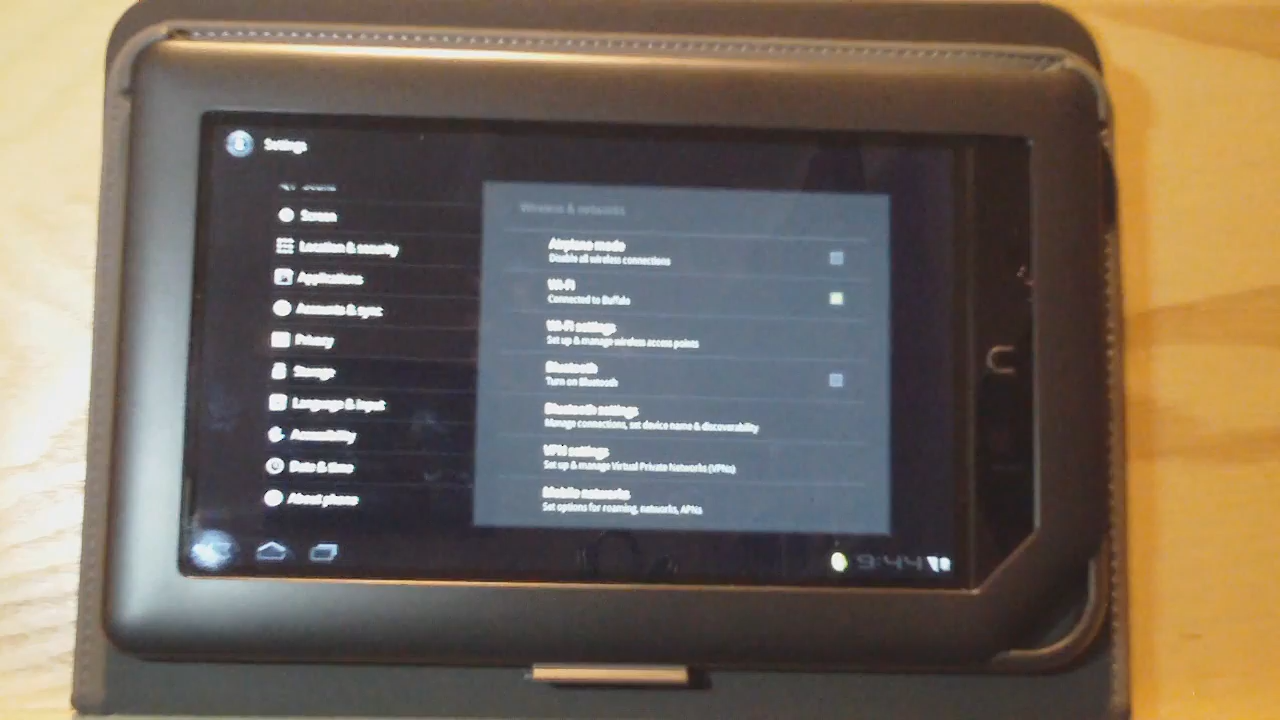 Settings
Sound
Screen
Location & security
Applications
Accounts & sync
Privacy
Storage
Language & input
Accessibility
Date & time
About phone
Wireless & networks
Airplane mode
Disable all wireless connections
Wi-Fi
Connected to Buffalo
Wi-Fi settings
Set up & manage wireless access points
Bluetooth
Turn on Bluetooth
Bluetooth settings
Manage connections, set device name & discoverability
VPN settings
Set up & manage Virtual Private Networks (VPNs)
Mobile networks
Set options for roaming, networks, APNs
9:44